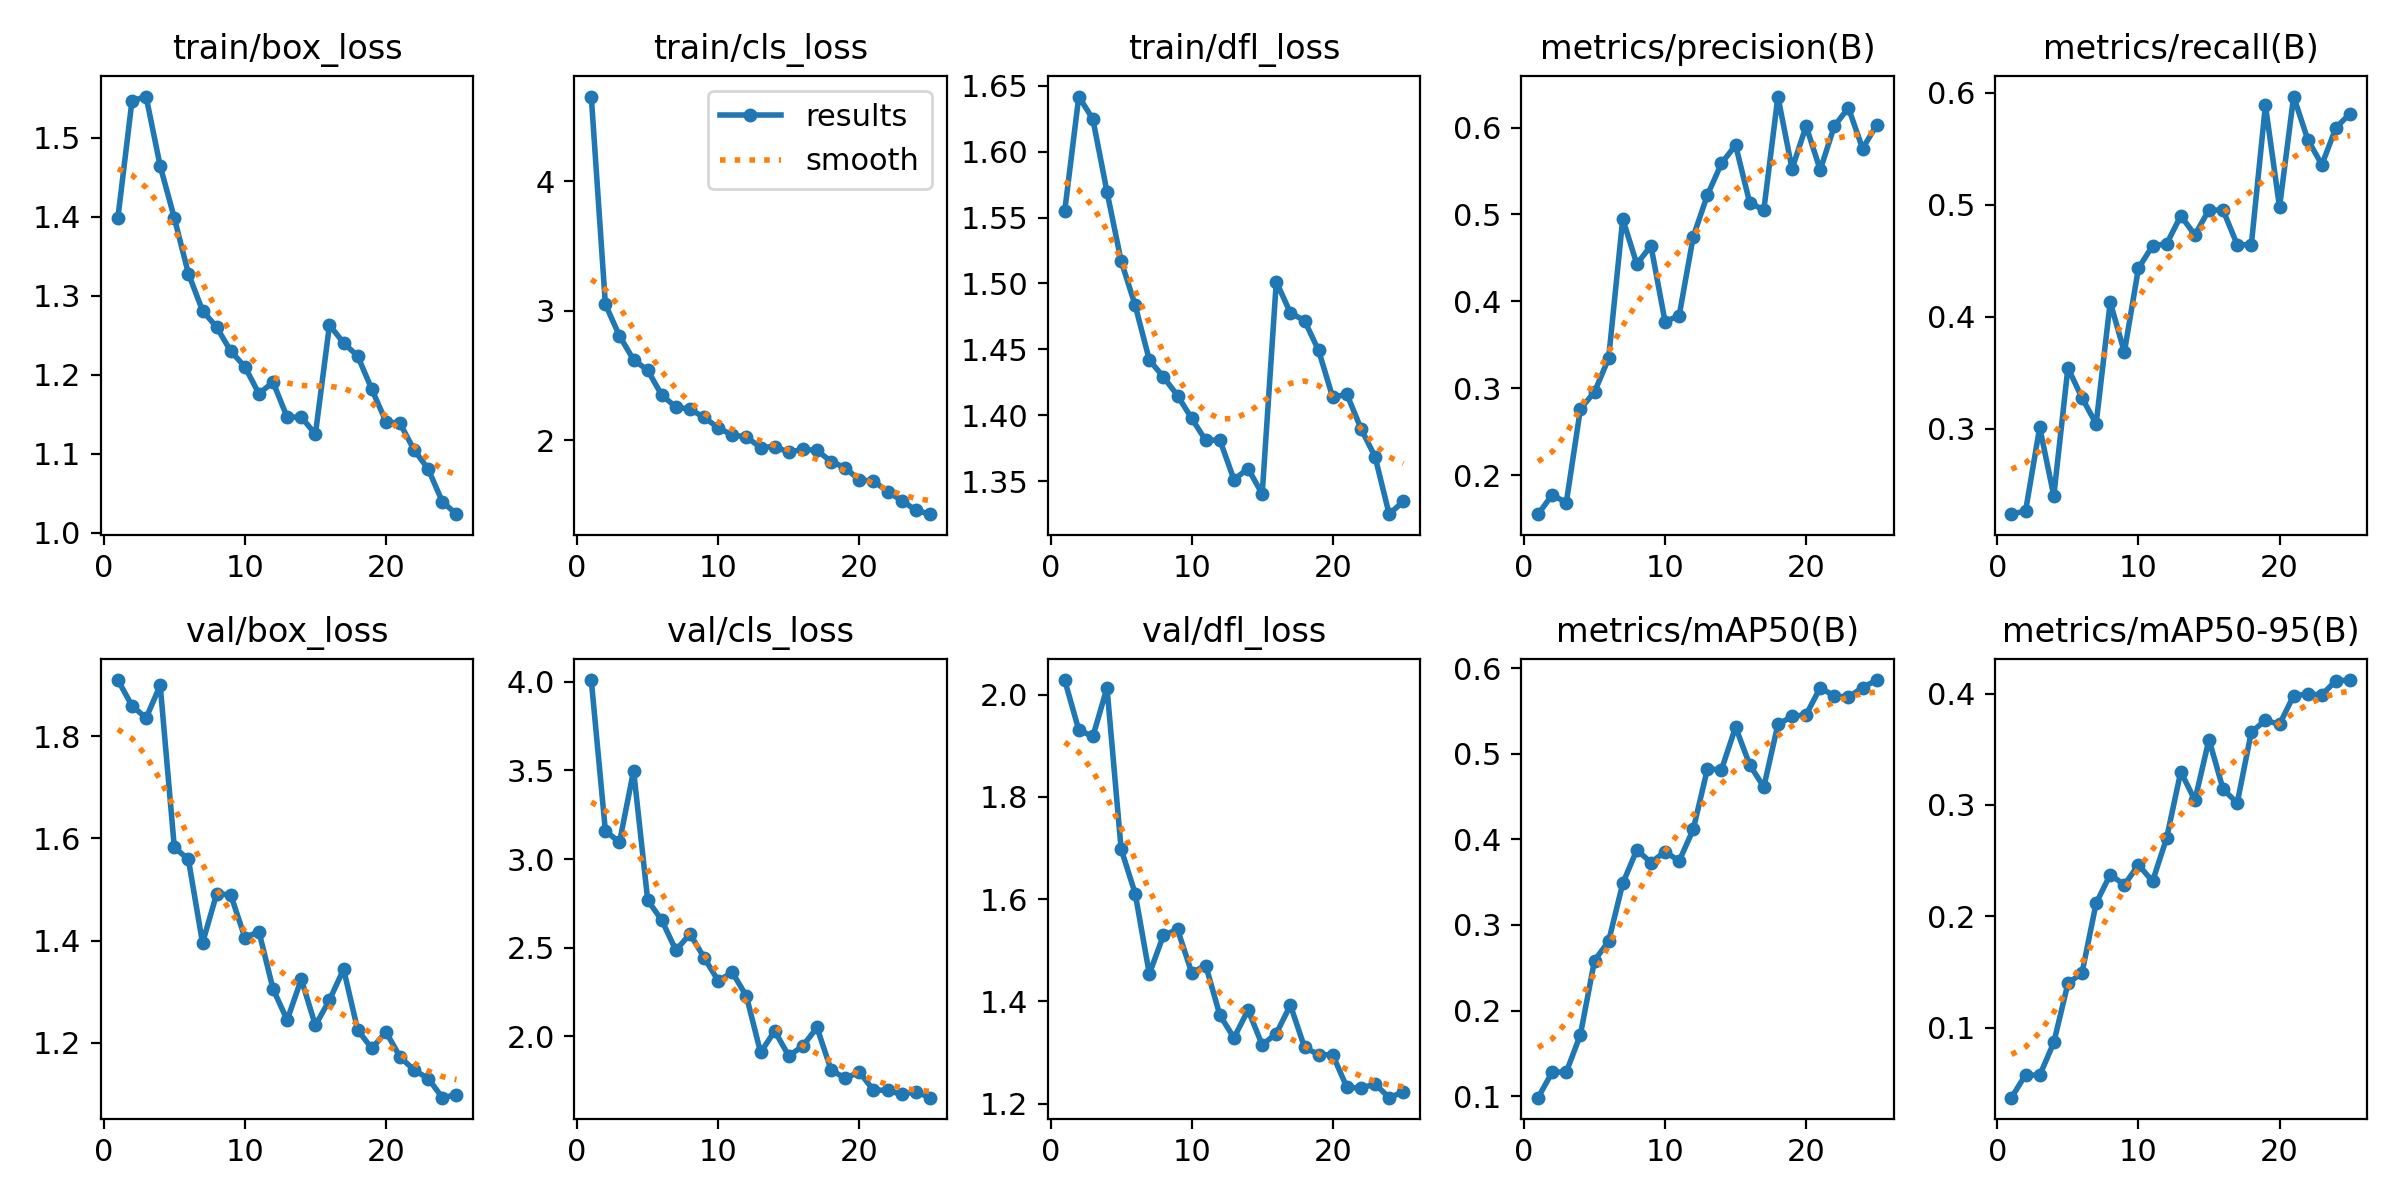 train/box_loss
1.5
1.4
1.3
1.2
1.1
1.0
0 10 20
train/cls_loss
results
smooth
4
3
2
0 10 20
train/dfl_loss
1.65
1.60
1.55
1.50
1.45
1.40
1.35
0 10 20
metrics/precision(B)
0.6
0.5
0.4
0.3
0.2
0 10 20
metrics/recall(B)
0.6
0.5
0.4
0.3
0 10 20
val/box_loss
1.8
1.6
1.4
1.2
0 10 20
val/cls_loss
4.0
3.5
3.0
2.5
2.0
0 10 20
val/dfl_loss
2.0
1.8
1.6
1.4
1.2
0 10 20
metrics/mAP50(B)
0.6
0.5
0.4
0.3
0.2
0.1
0 10 20
metrics/mAP50-95(B)
0.4
0.3
0.2
0.1
0 10 20